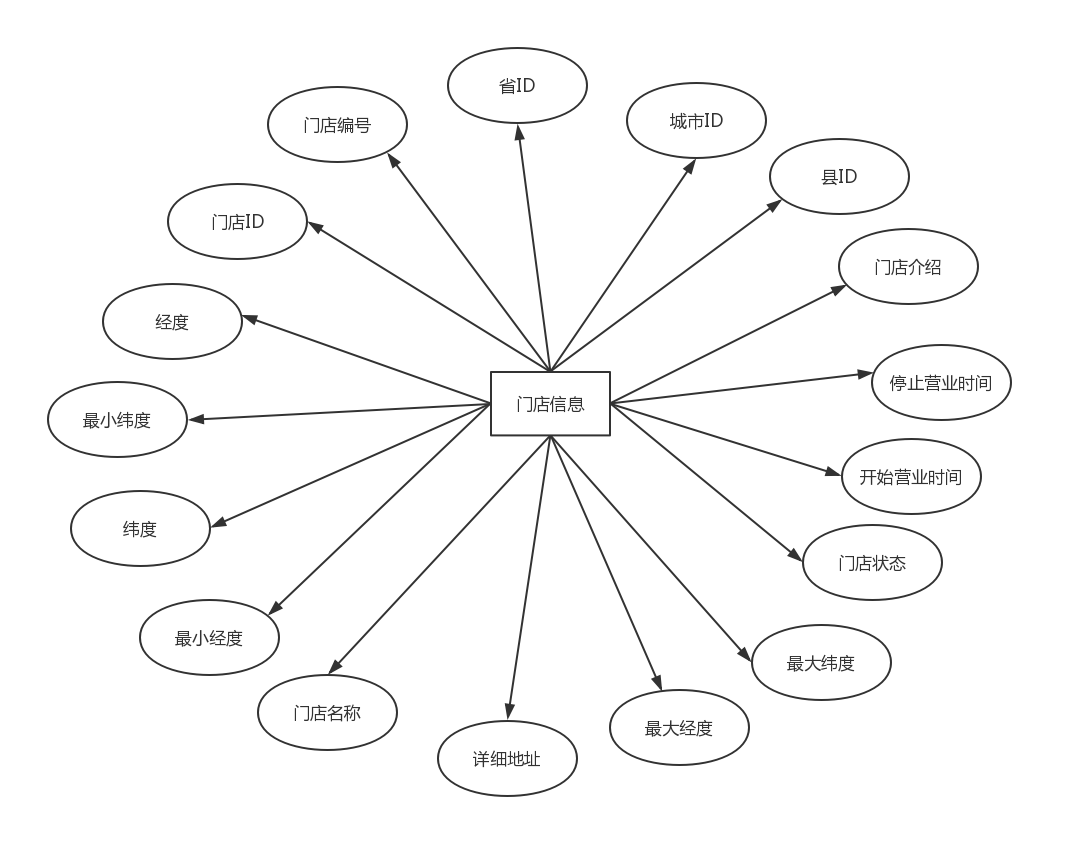 省ID
城市ID
门店编号
县ID
门店ID
门店介绍
经度
停止营业时间
门店信息
最小纬度
开始营业时间
纬度
门店状态
最小经度
最大纬度
门店名称
最大经度
详细地址